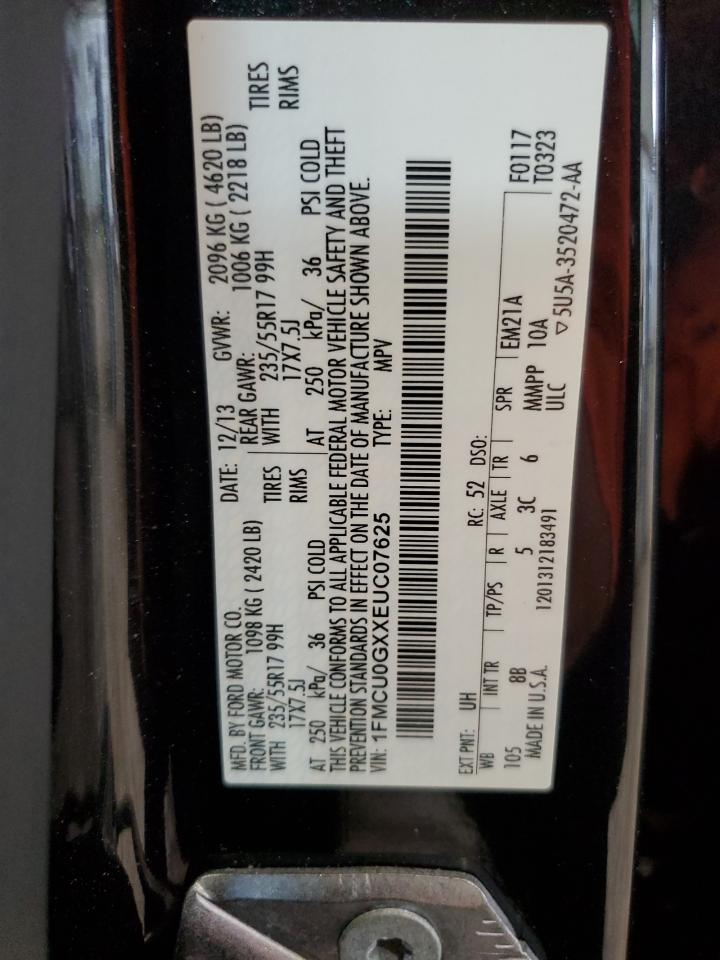 MFD. BY FORD MOTOR CO. DATE: 12/13 GVWR: 2096 KG ( 4620 LB)
FRONT GAWR: 1098 KG ( 2420 LB) REAR GAWR: 1006 KG ( 2218 LB)
WITH 235/55R17 99H TIRES WITH 235/55R17 99H TIRES
17X7.5J RIMS 17X7.5J RIMS
AT 250 kPa/ 36 PSI COLD AT 250 kPa/ 36 PSI COLD
THIS VEHICLE CONFORMS TO ALL APPLICABLE FEDERAL MOTOR VEHICLE SAFETY AND THEFT
PREVENTION STANDARDS IN EFFECT ON THE DATE OF MANUFACTURE SHOWN ABOVE.
VIN: 1FMCU0GXXEUC07625 TYPE: MPV
EXT PNT: UH RC: 52 DSO: F0117
WB INT TR TP/PS R AXLE TR SPR EM21A T0323
105 8B 5 3C 6 MMPP 10A
MADE IN U.S.A. 1201312183491 ULC ▽5U5A-3520472-AA